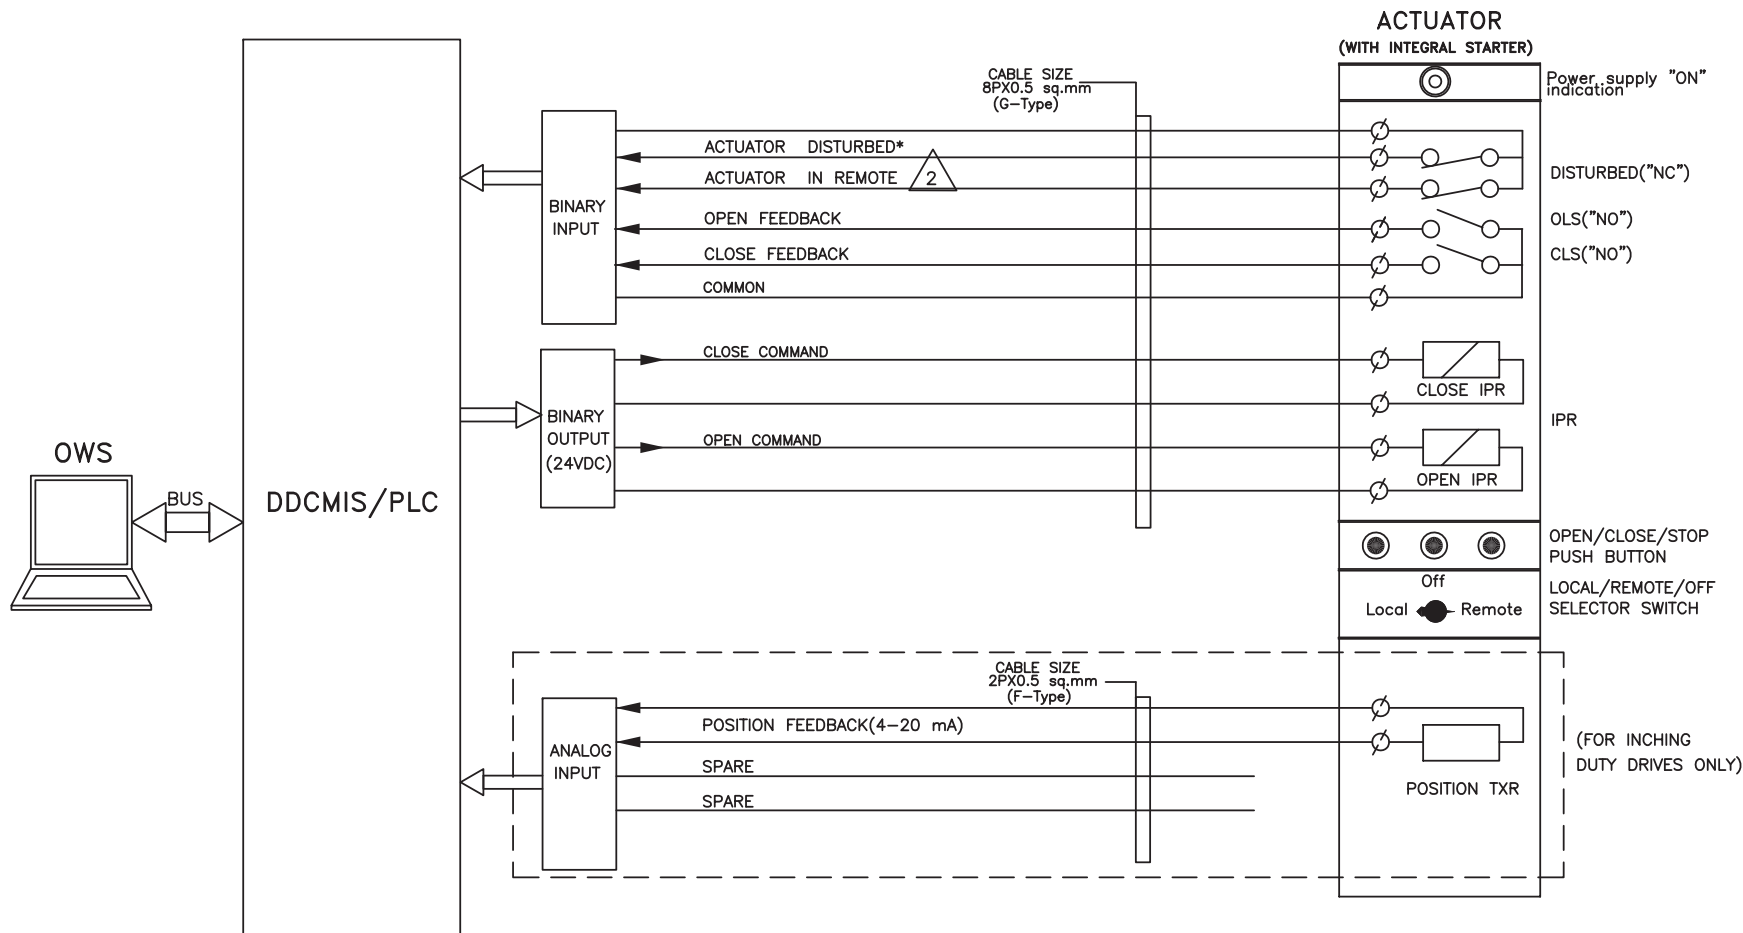 ACTUATOR
(WITH INTEGRAL STARTER)
CABLE SIZE
8PX0.5 sq.mm
(G-Type)
Power supply "ON"
indication
ACTUATOR DISTURBED*
ACTUATOR IN REMOTE
2
OPEN FEEDBACK
CLOSE FEEDBACK
COMMON
BINARY
INPUT
DISTURBED("NC")
OLS("NO")
CLS("NO")
CLOSE COMMAND
CLOSE IPR
BINARY
OUTPUT
(24VDC)
OPEN COMMAND
OPEN IPR
IPR
OWS
BUS
DDCMIS/PLC
OPEN/CLOSE/STOP
PUSH BUTTON
Off
Local
Remote
LOCAL/REMOTE/OFF
SELECTOR SWITCH
CABLE SIZE
2PX0.5 sq.mm
(F-Type)
POSITION FEEDBACK(4-20 mA)
ANALOG
INPUT
SPARE
SPARE
POSITION TXR
(FOR INCHING
DUTY DRIVES ONLY)